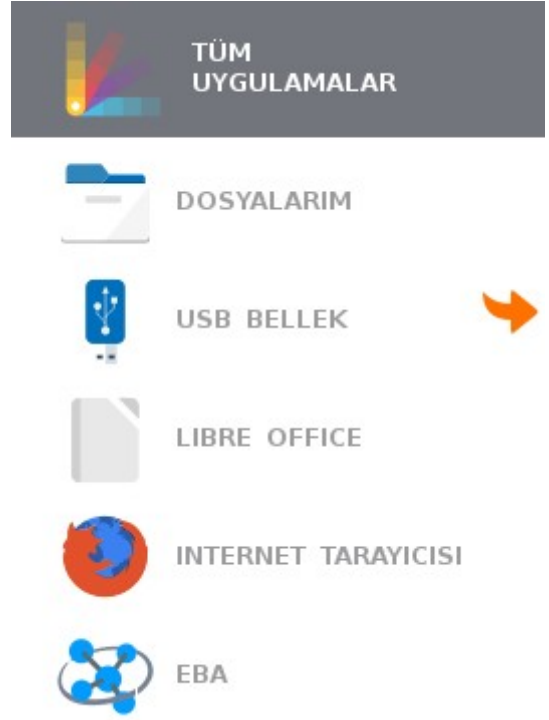 TÜM
UYGULAMALAR
DOSYALARIM
USB BELLEK
LIBRE OFFICE
INTERNET TARAYICISI
EBA